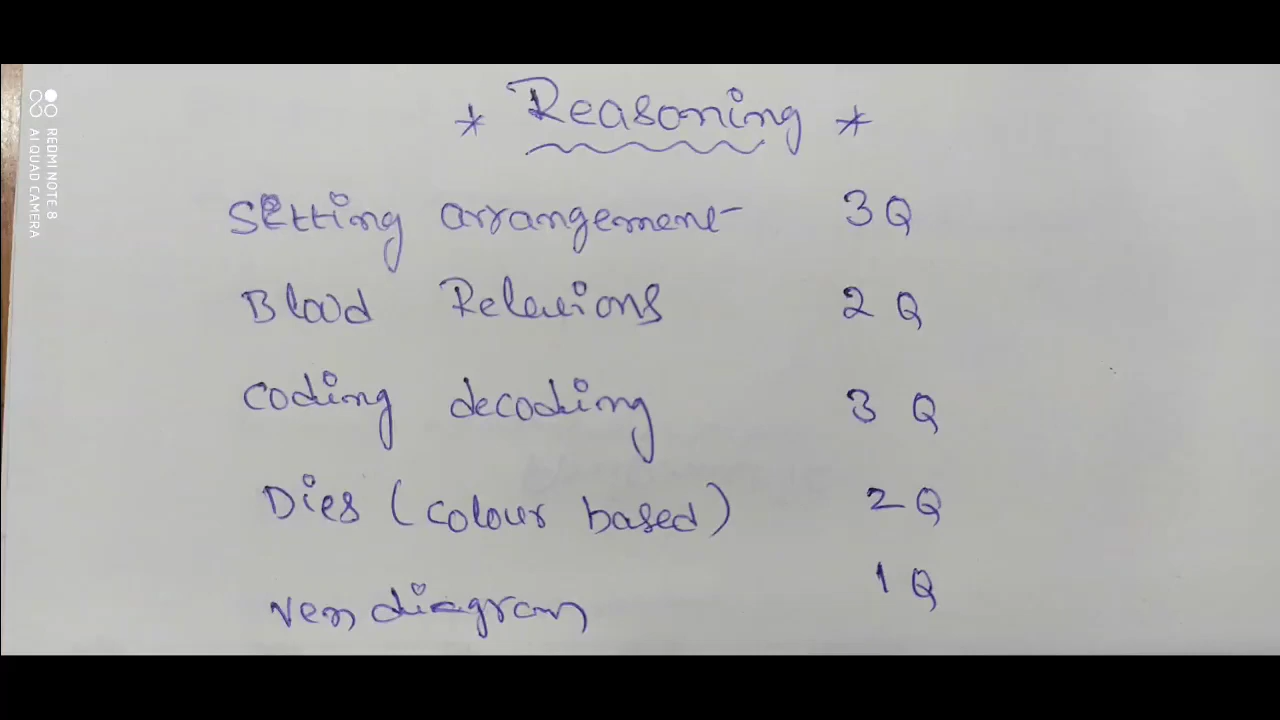 * Reasoning *
Setting arrangement 3Q
Blood Relations 2 Q
Coding decoding 3 Q
Dies (colour based) 2Q
ven diagram 1 Q
REDMI NOTE 8
AI QUAD CAMERA